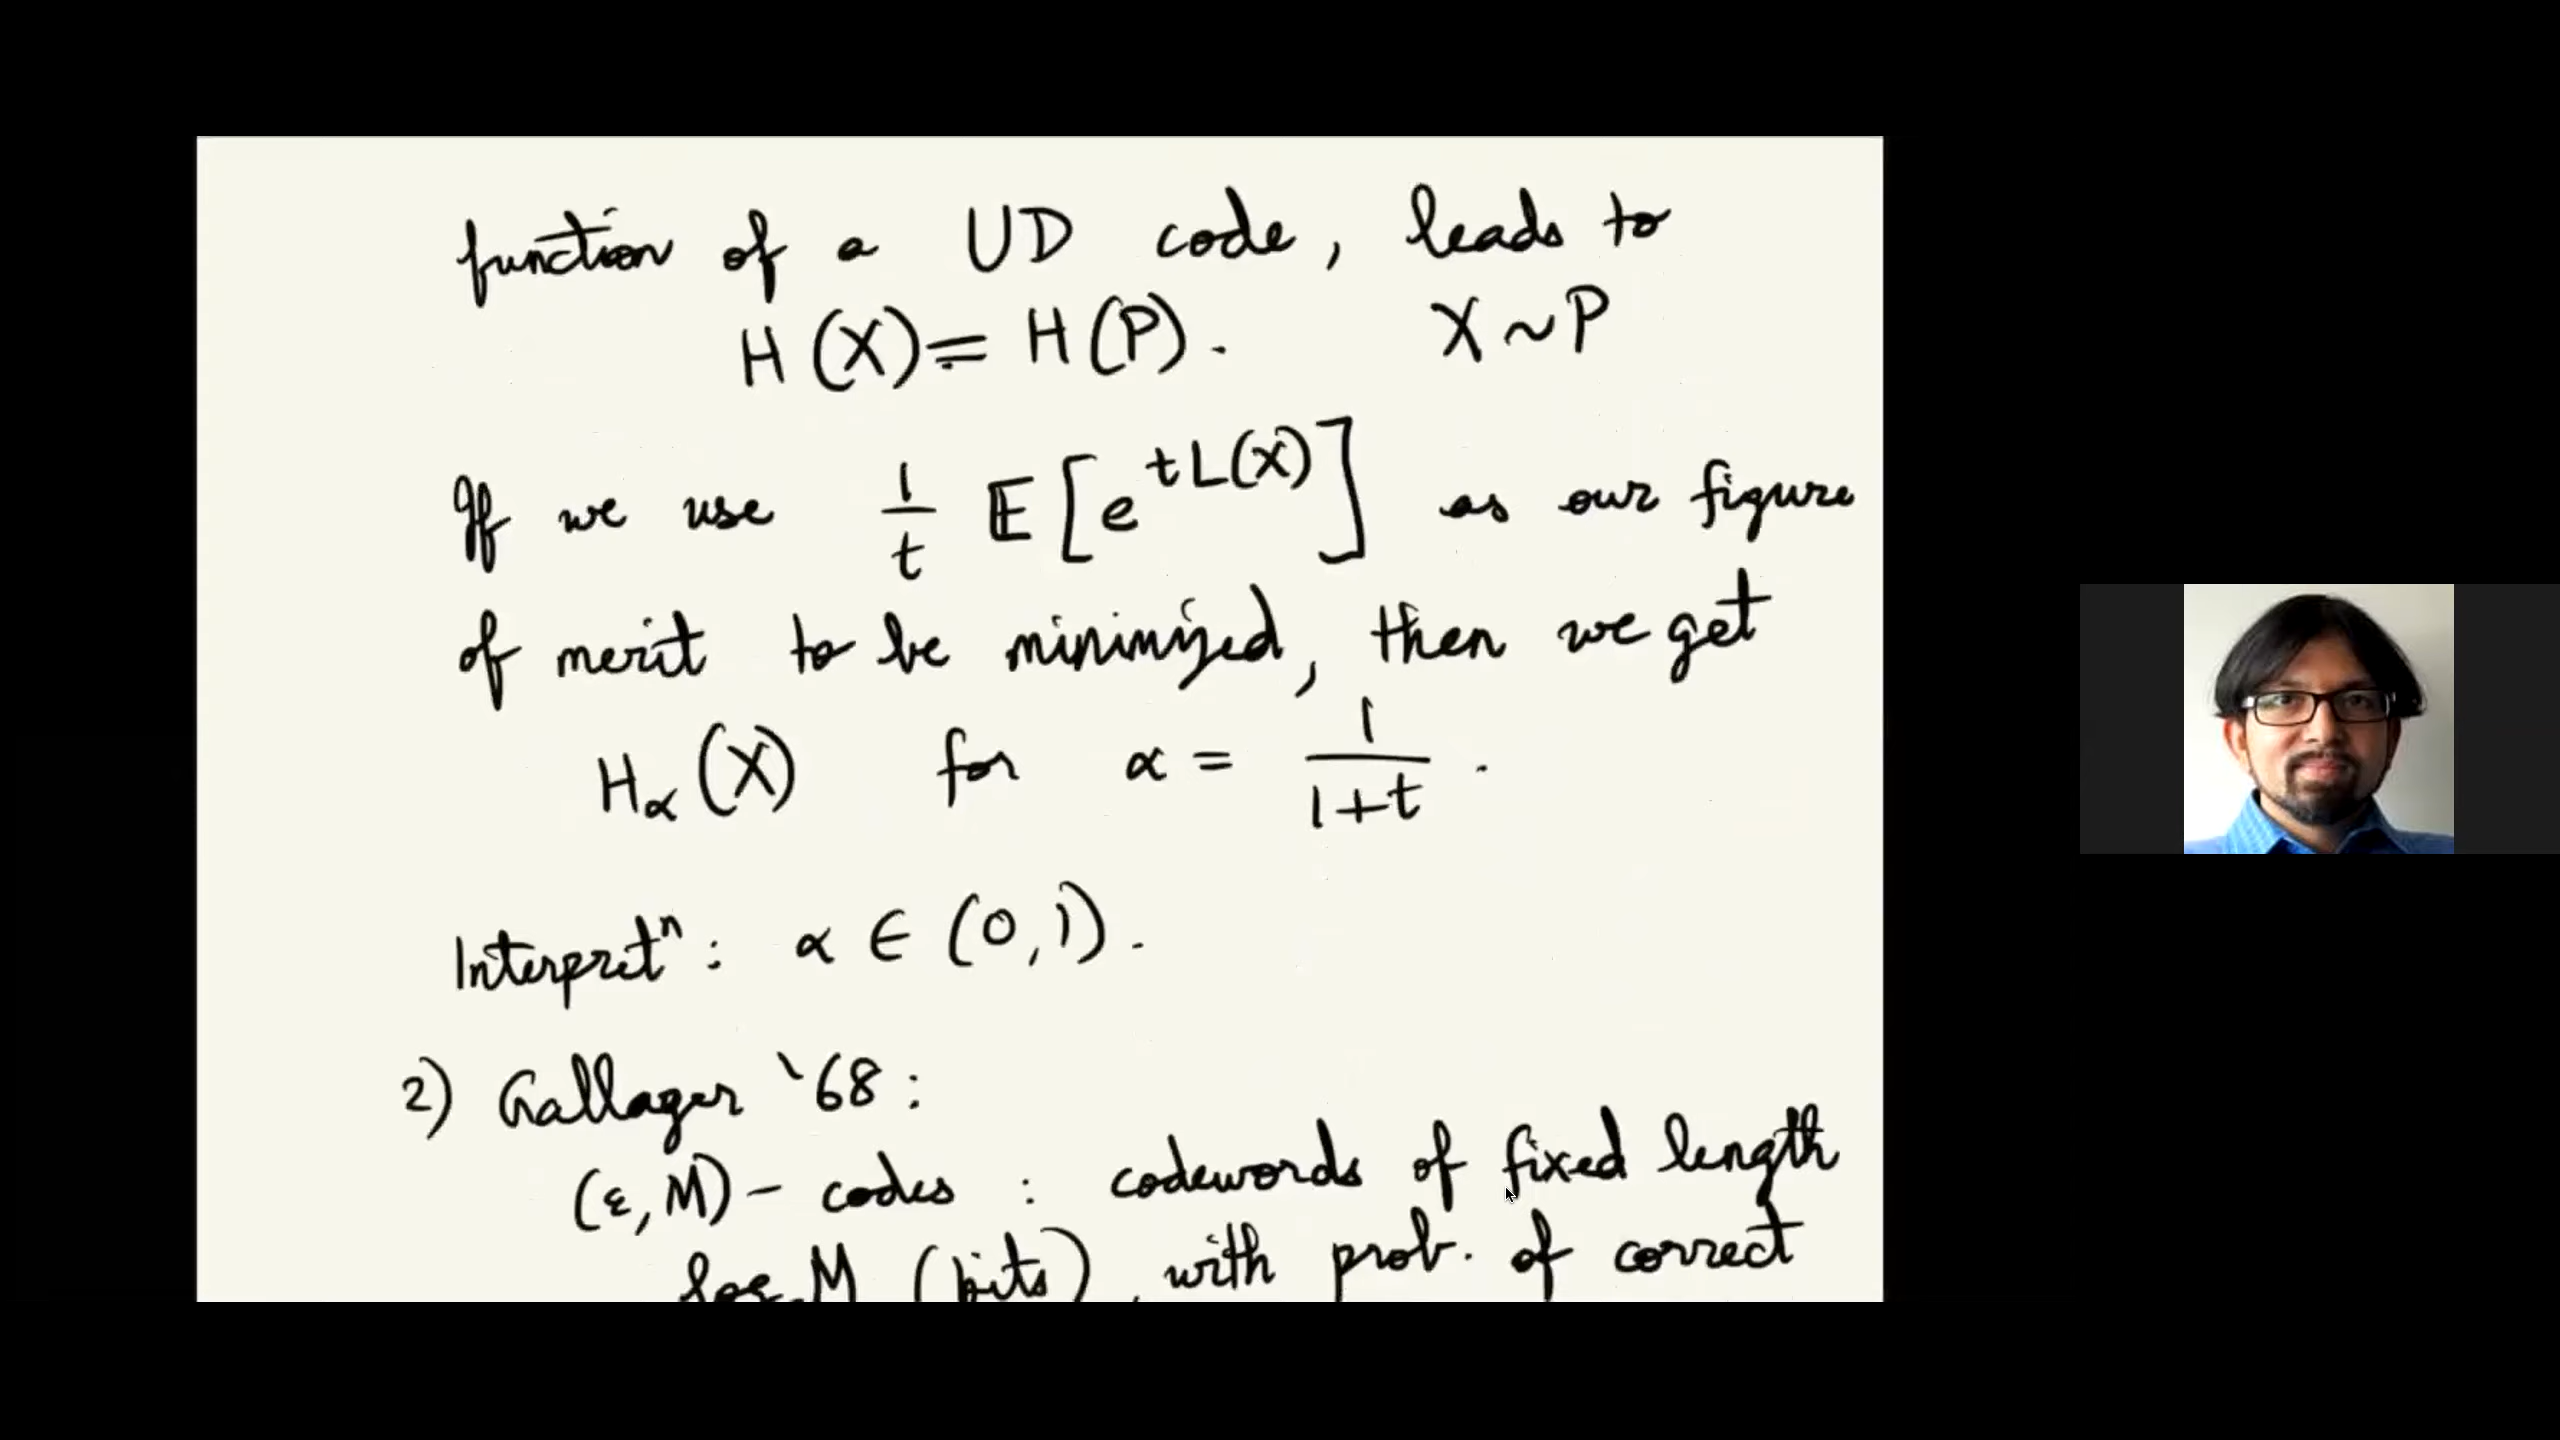 function of a UD code, leads to
H(X) = H(P). X ~ P
If we use 1/t 𝔼[e^{tL(X)}] as our figure
of merit to be minimized, then we get
H_α(X) for α = 1/(1+t) .
Interpretⁿ: α ∈ (0,1).
2) Gallager '68:
(ε, M) – codes : codewords of fixed length
log M (bits), with prob. of correct